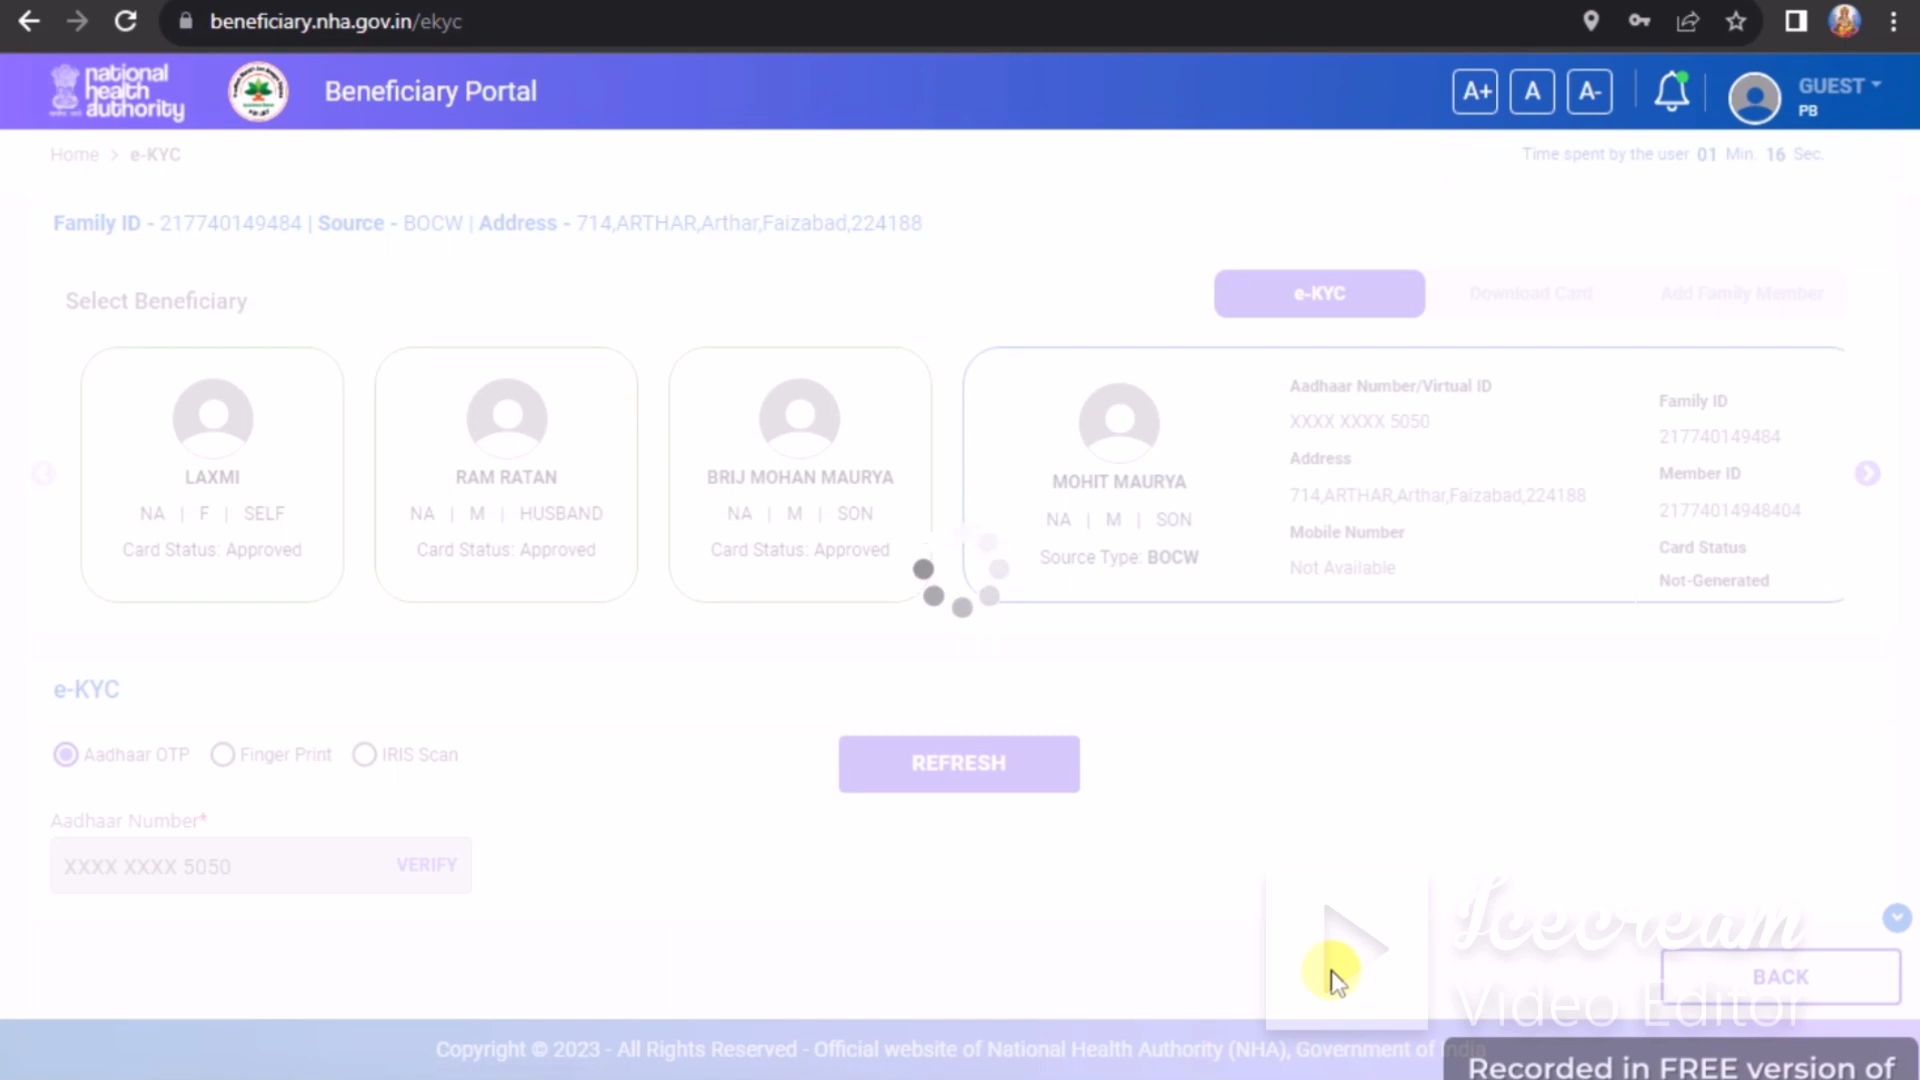 beneficiary.nha.gov.in/ekyc
national
health
authority
Beneficiary Portal
A+ A A-
GUEST
PB
Home > e-KYC
Time spent by the user 01 Min. 16 Sec.
Family ID - 217740149484 | Source - BOCW | Address - 714,ARTHAR,Arthar,Faizabad,224188
Select Beneficiary
e-KYC Download Card Add Family Member
LAXMI
NA | F | SELF
Card Status: Approved
RAM RATAN
NA | M | HUSBAND
Card Status: Approved
BRIJ MOHAN MAURYA
NA | M | SON
Card Status: Approved
MOHIT MAURYA
NA | M | SON
Source Type: BOCW
Aadhaar Number/Virtual ID
XXXX XXXX 5050
Address
714,ARTHAR,Arthar,Faizabad,224188
Mobile Number
Not Available
Family ID
217740149484
Member ID
21774014948404
Card Status
Not-Generated
e-KYC
Aadhaar OTP Finger Print IRIS Scan
REFRESH
Aadhaar Number*
XXXX XXXX 5050 VERIFY
Icecream
Video Editor
BACK
Copyright © 2023 - All Rights Reserved - Official website of National Health Authority (NHA), Government of India
Recorded in FREE version of